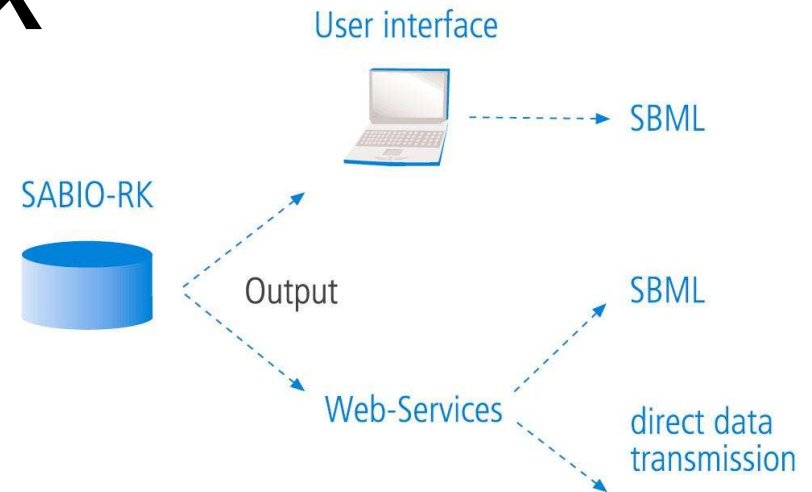 User interface
SBML
SABIO-RK
Output
SBML
Web-Services
direct data
transmission